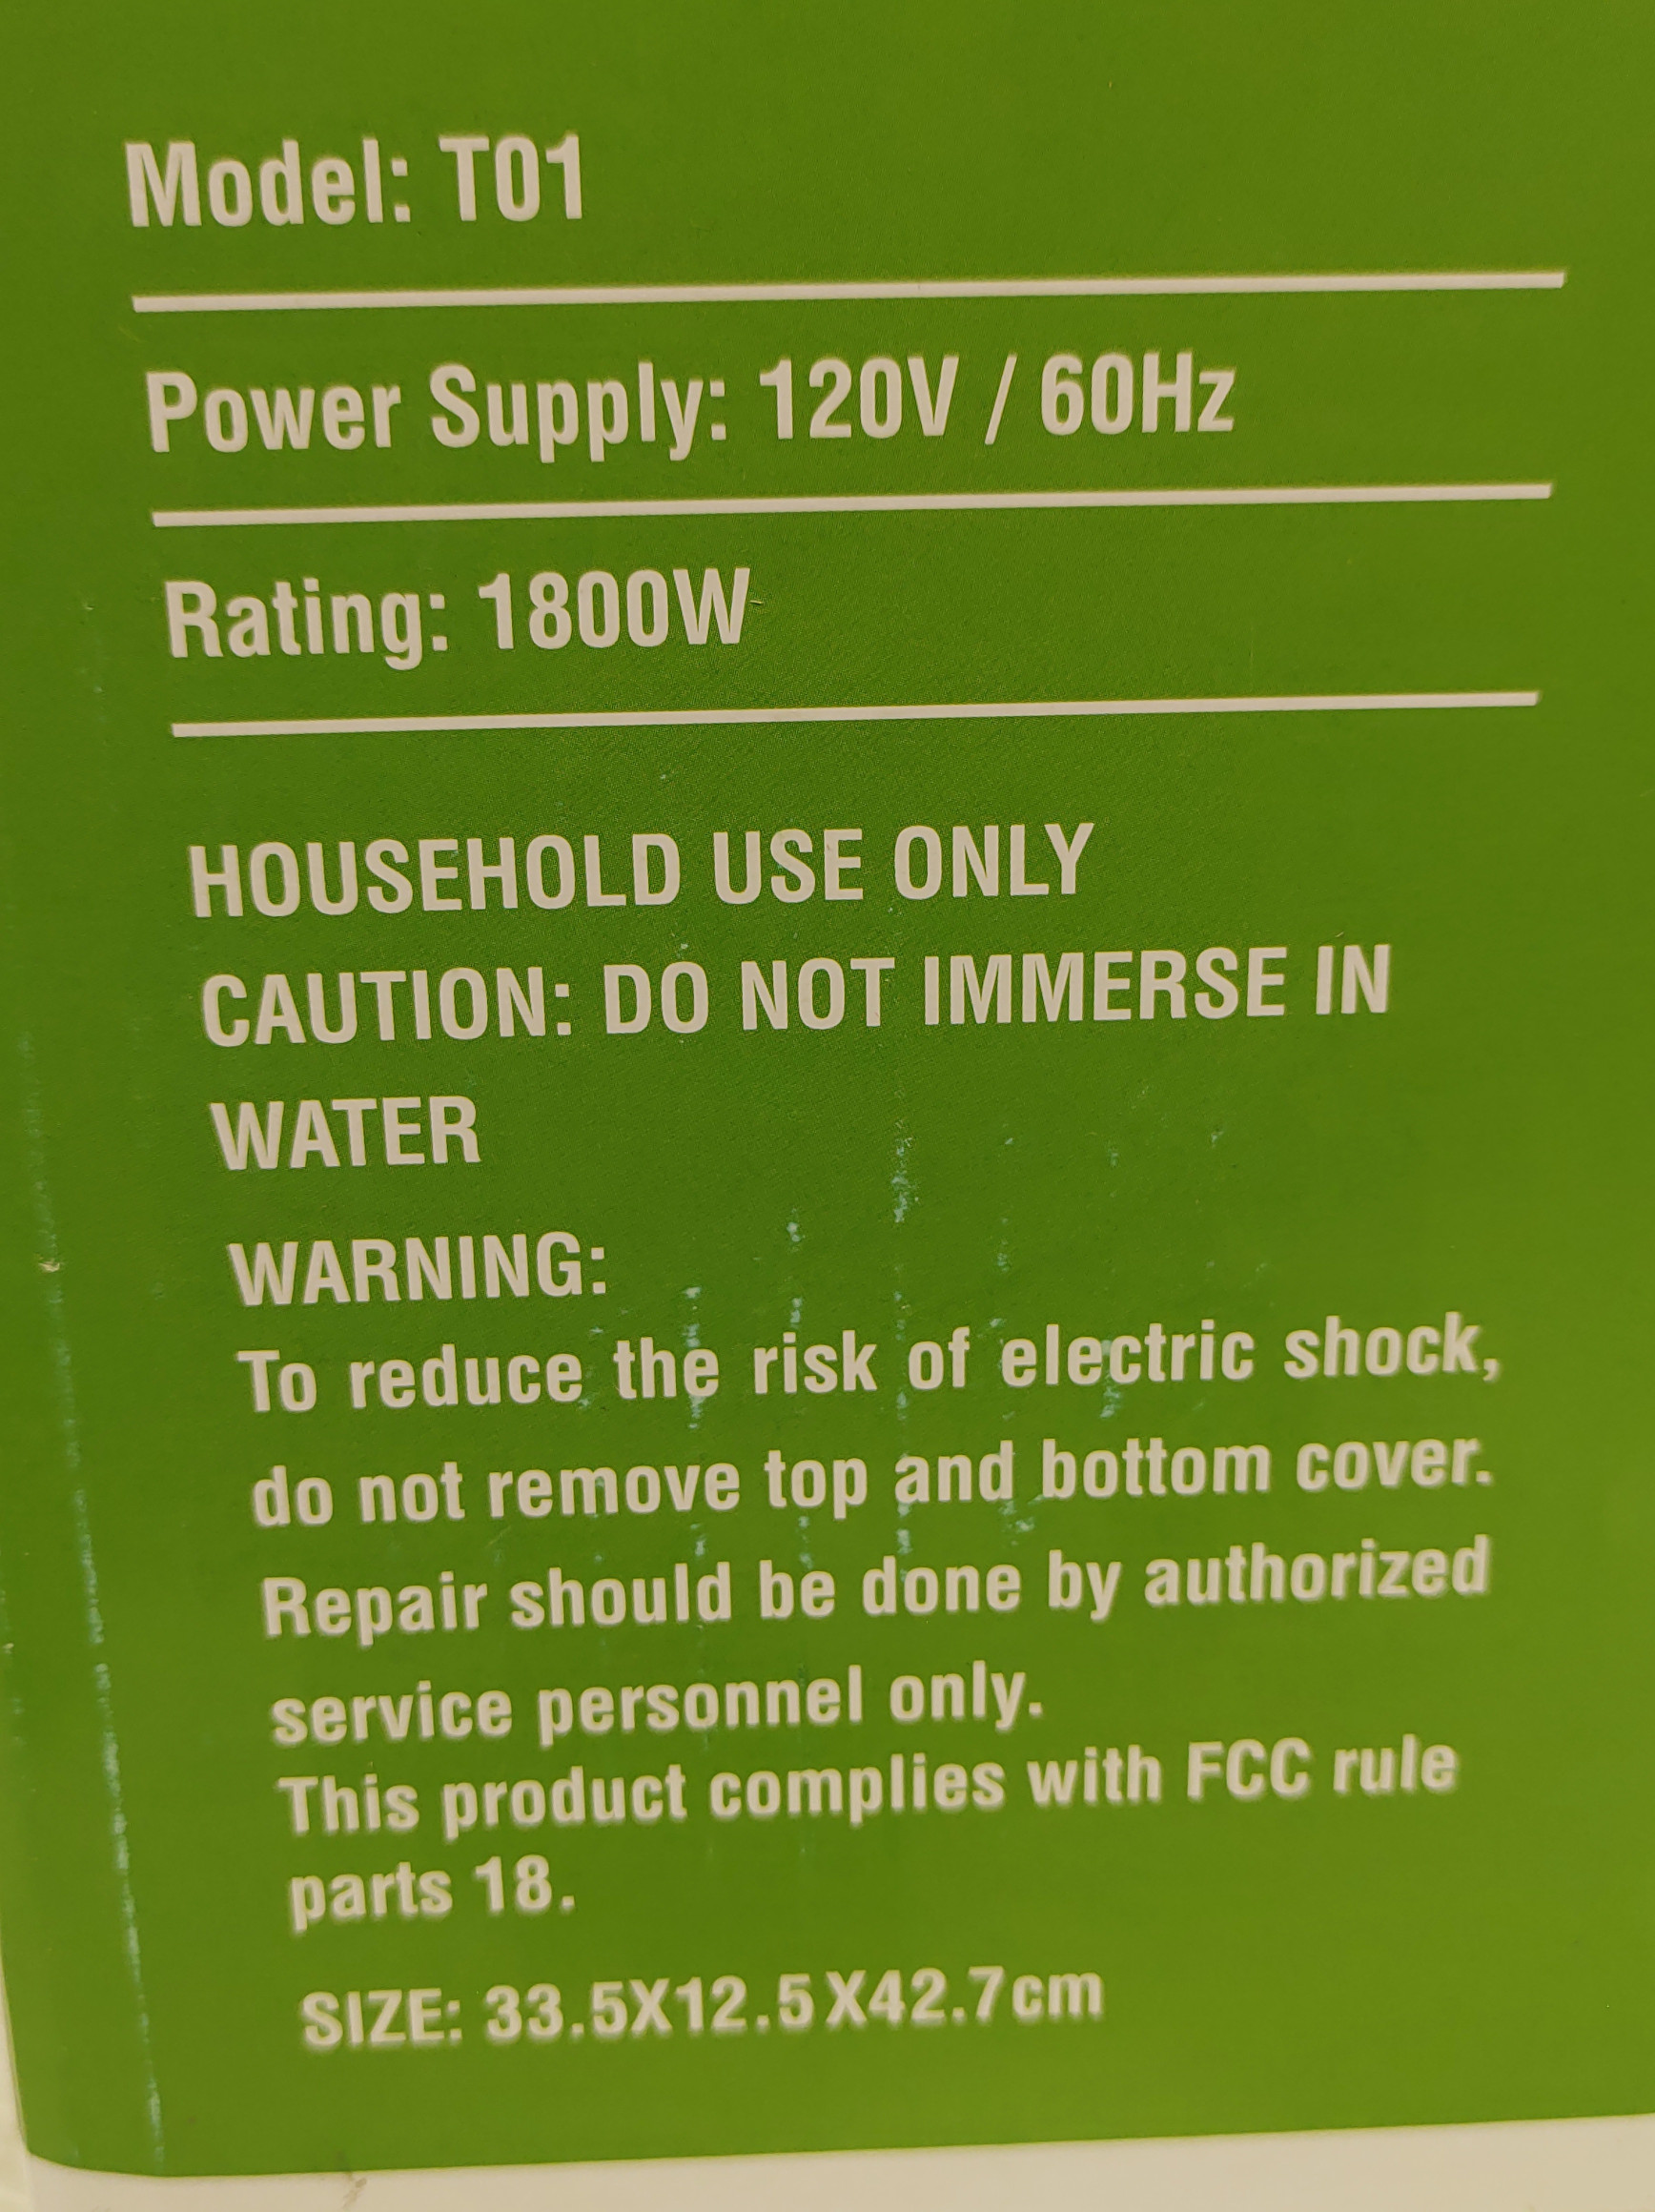 Model: T01
Power Supply: 120V / 60Hz
Rating: 1800W
HOUSEHOLD USE ONLY
CAUTION: DO NOT IMMERSE IN
WATER
WARNING:
To reduce the risk of electric shock,
do not remove top and bottom cover.
Repair should be done by authorized
service personnel only.
This product complies with FCC rule
parts 18.
SIZE: 33.5X12.5X42.7cm